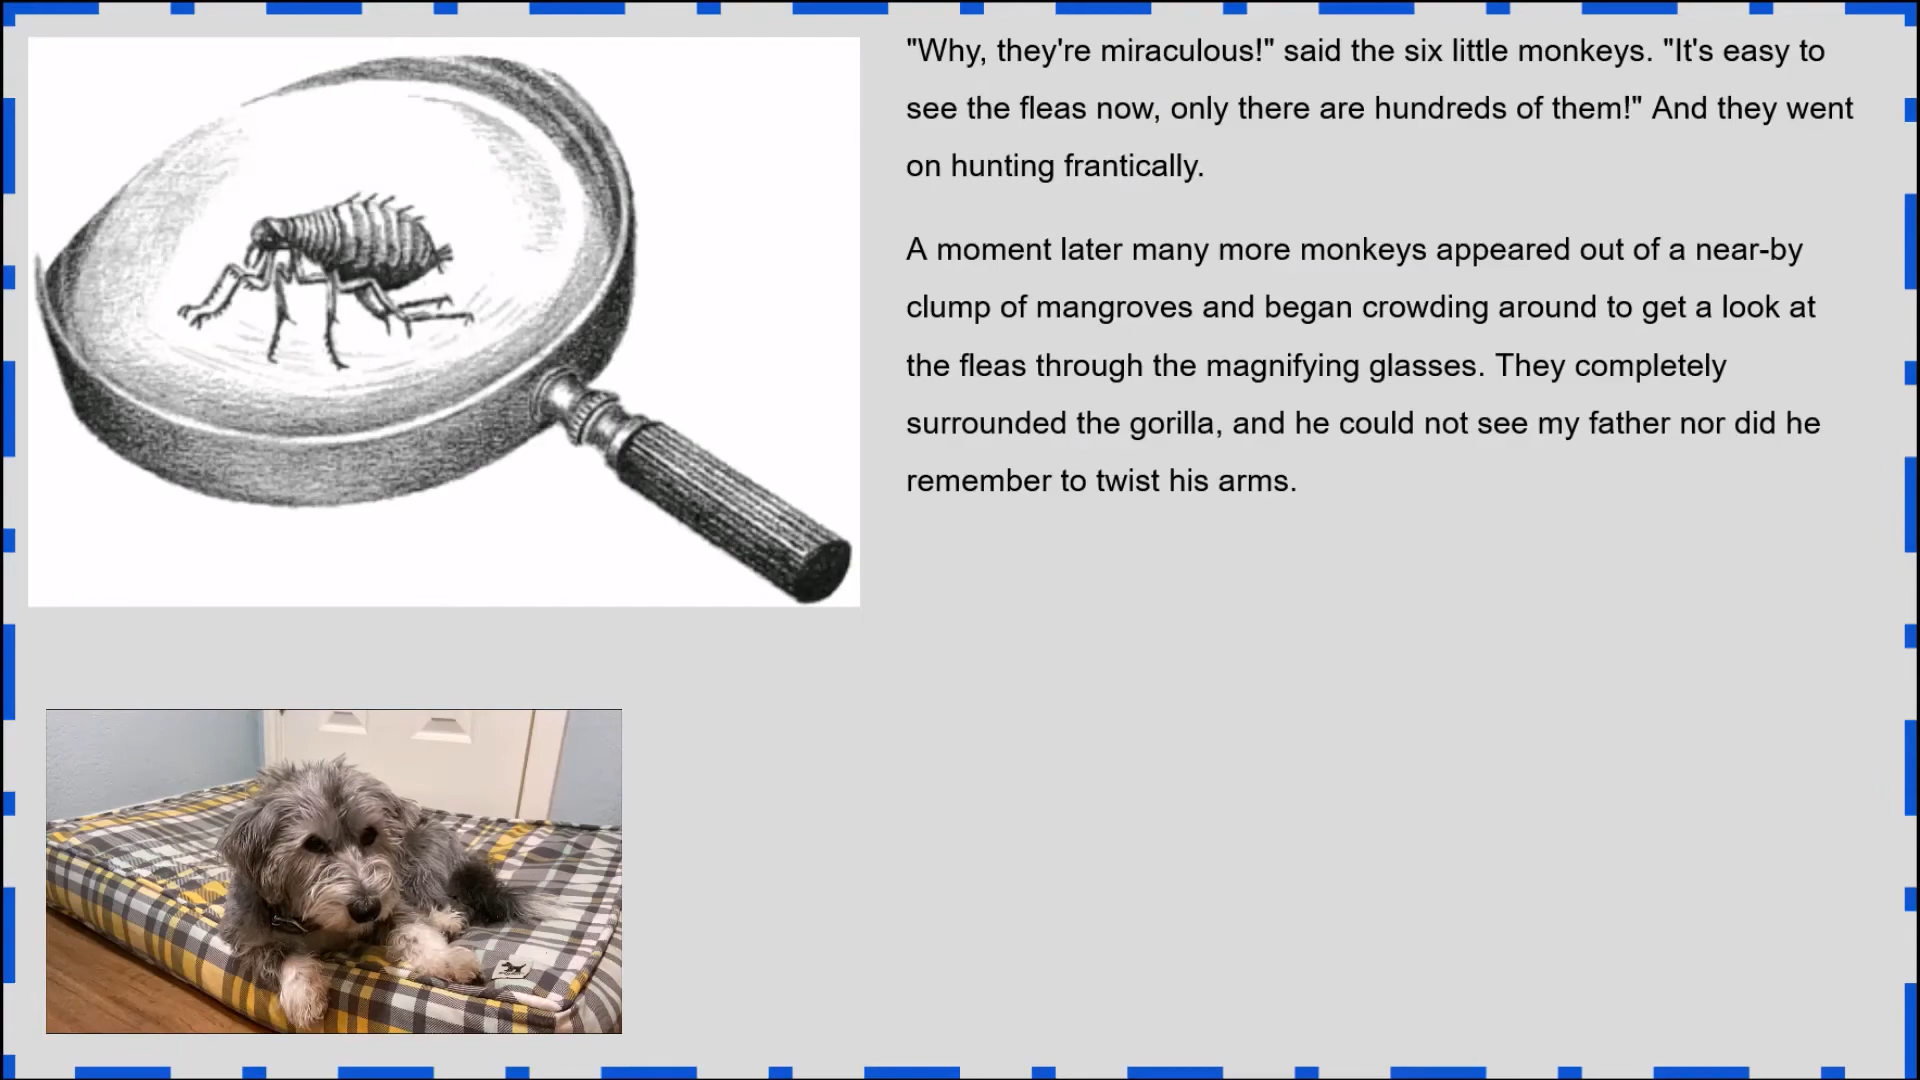 "Why, they're miraculous!" said the six little monkeys. "It's easy to
see the fleas now, only there are hundreds of them!" And they went
on hunting frantically.
A moment later many more monkeys appeared out of a near-by
clump of mangroves and began crowding around to get a look at
the fleas through the magnifying glasses. They completely
surrounded the gorilla, and he could not see my father nor did he
remember to twist his arms.